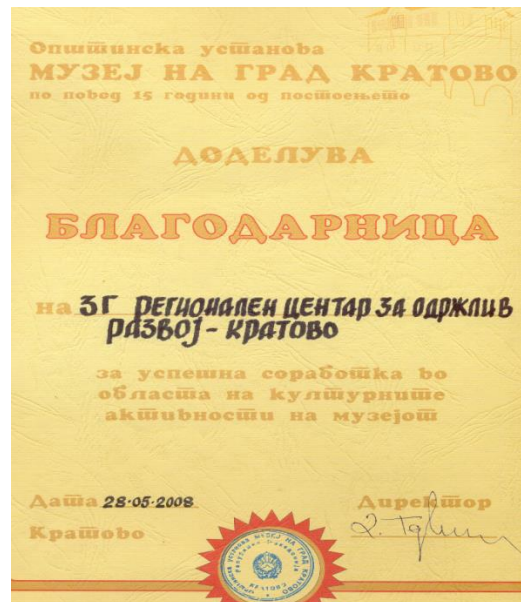 Општинска установа
МУЗЕЈ НА ГРАД КРАТОВО
по повод 15 години од постоењето
ДОДЕЛУВА
БЛАГОДАРНИЦА
на ЗГ РЕГИОНАЛЕН ЦЕНТАР ЗА ОДРЖЛИВ
РАЗВОЈ - КРАТОВО
за успешна соработка во
областа на културните
активности на музејот
Дата 28.05.2008
Директор
Кратово